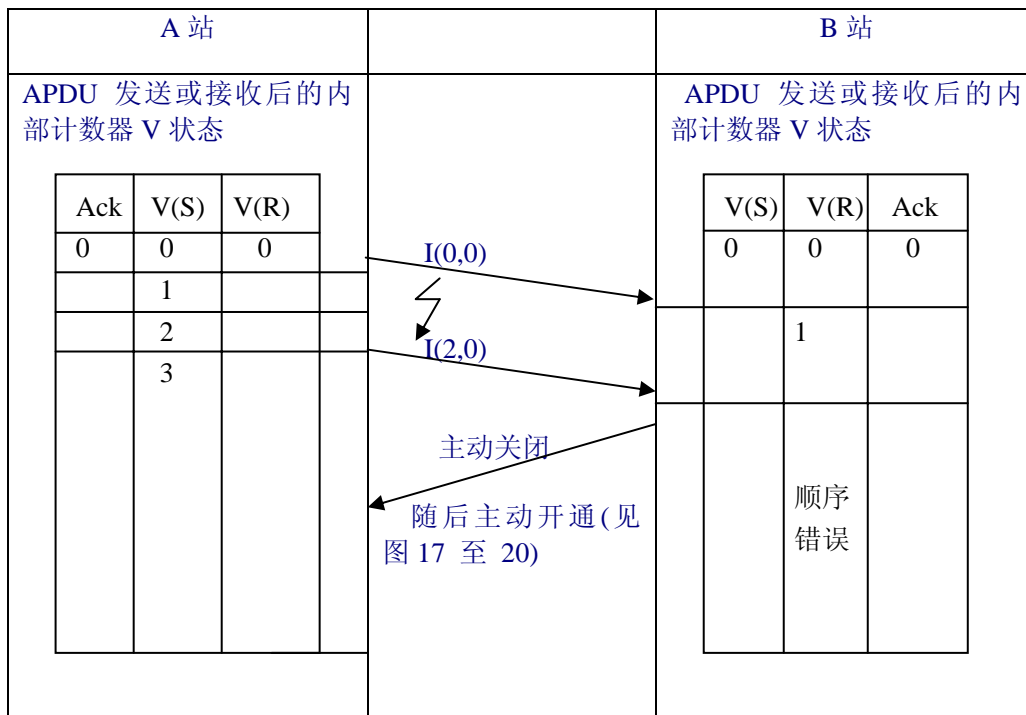 A 站
B 站
APDU 发送或接收后的内
部计数器 V 状态
APDU 发送或接收后的内
部计数器 V 状态
Ack V(S) V(R)
0 0 0
1
2
3
I(0,0)
I(2,0)
主动关闭
随后主动开通(见
图 17 至 20)
V(S) V(R) Ack
0 0 0
1
顺序
错误